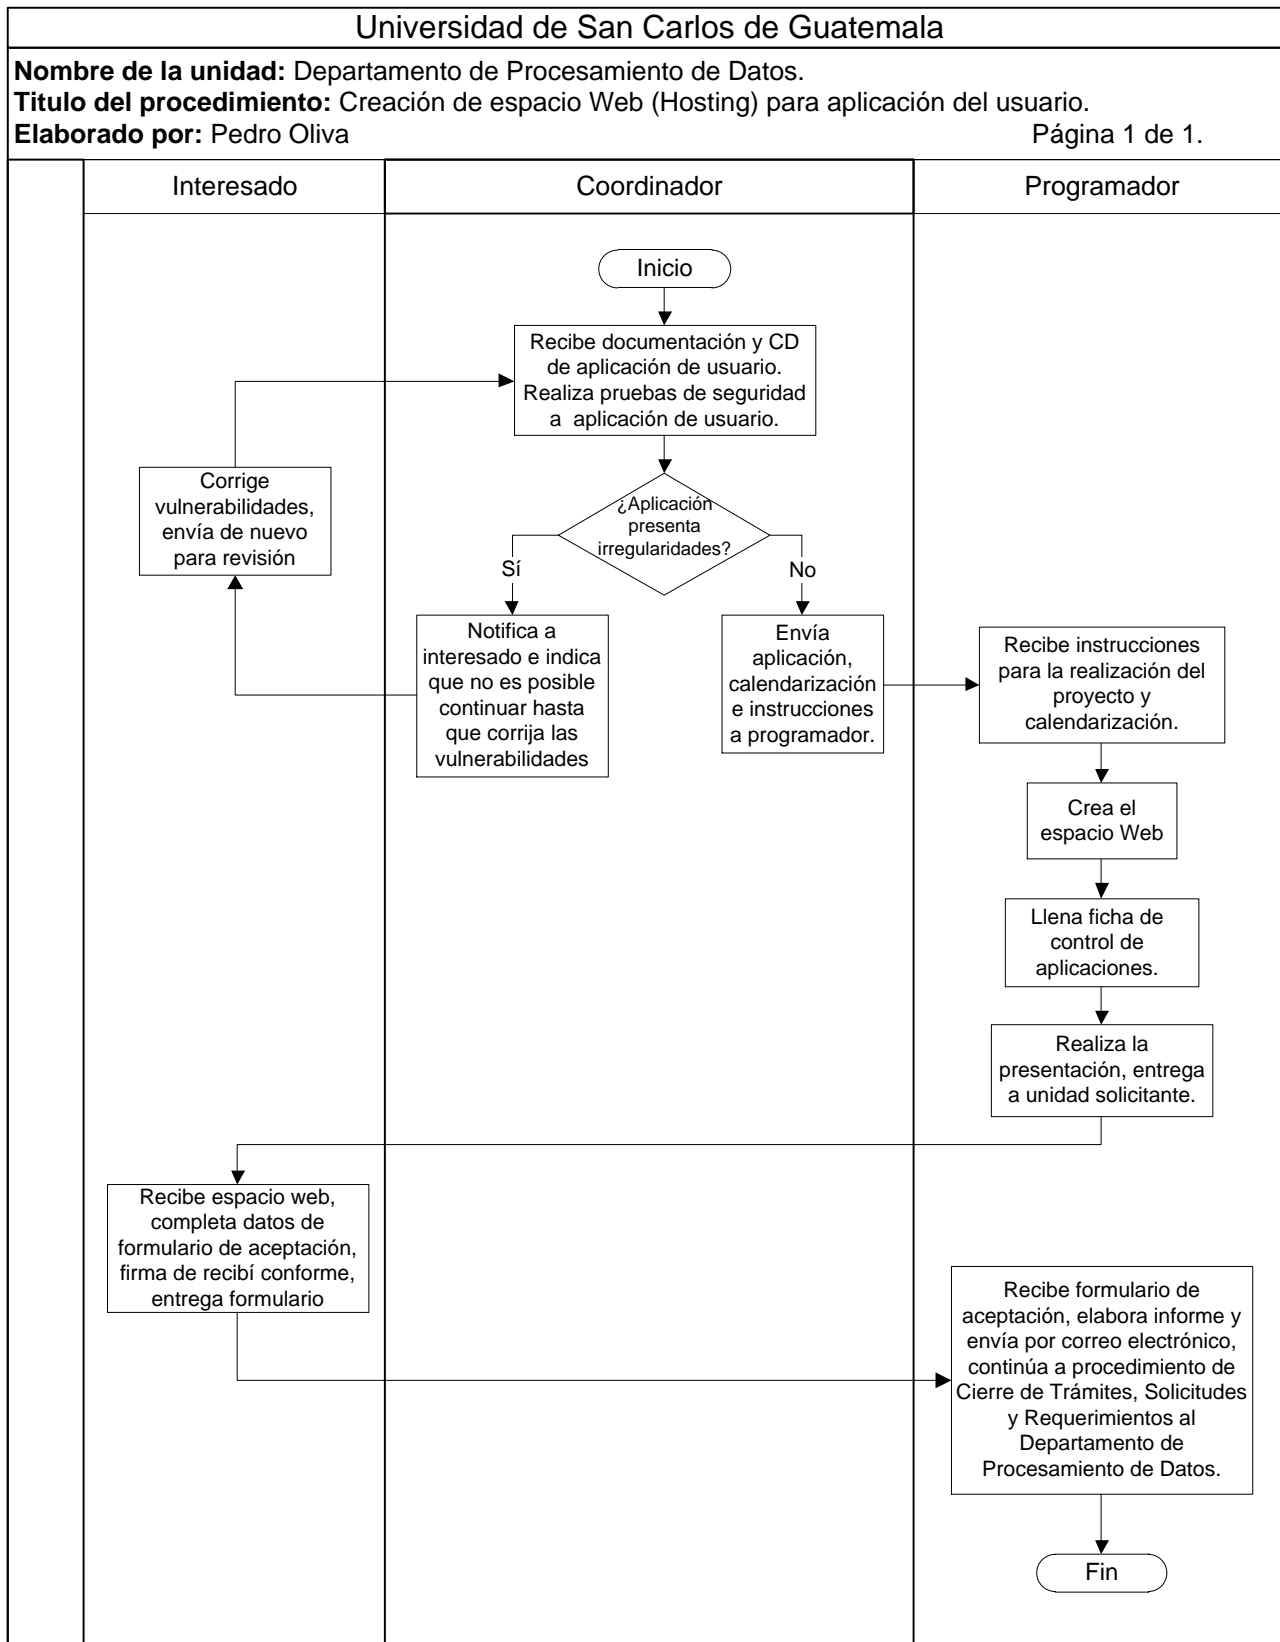 Universidad de San Carlos de Guatemala
Nombre de la unidad: Departamento de Procesamiento de Datos.
Titulo del procedimiento: Creación de espacio Web (Hosting) para aplicación del usuario.
Elaborado por: Pedro Oliva Página 1 de 1.
Interesado Coordinador Programador
Inicio
Recibe documentación y CD
de aplicación de usuario.
Realiza pruebas de seguridad
a aplicación de usuario.
Corrige
vulnerabilidades,
envía de nuevo
para revisión
¿Aplicación
presenta
irregularidades?
Sí
No
Notifica a
interesado e indica
que no es posible
continuar hasta
que corrija las
vulnerabilidades
Envía
aplicación,
calendarización
e instrucciones
a programador.
Recibe instrucciones
para la realización del
proyecto y
calendarización.
Crea el
espacio Web
Llena ficha de
control de
aplicaciones.
Realiza la
presentación, entrega
a unidad solicitante.
Recibe espacio web,
completa datos de
formulario de aceptación,
firma de recibí conforme,
entrega formulario
Recibe formulario de
aceptación, elabora informe y
envía por correo electrónico,
continúa a procedimiento de
Cierre de Trámites, Solicitudes
y Requerimientos al
Departamento de
Procesamiento de Datos.
Fin